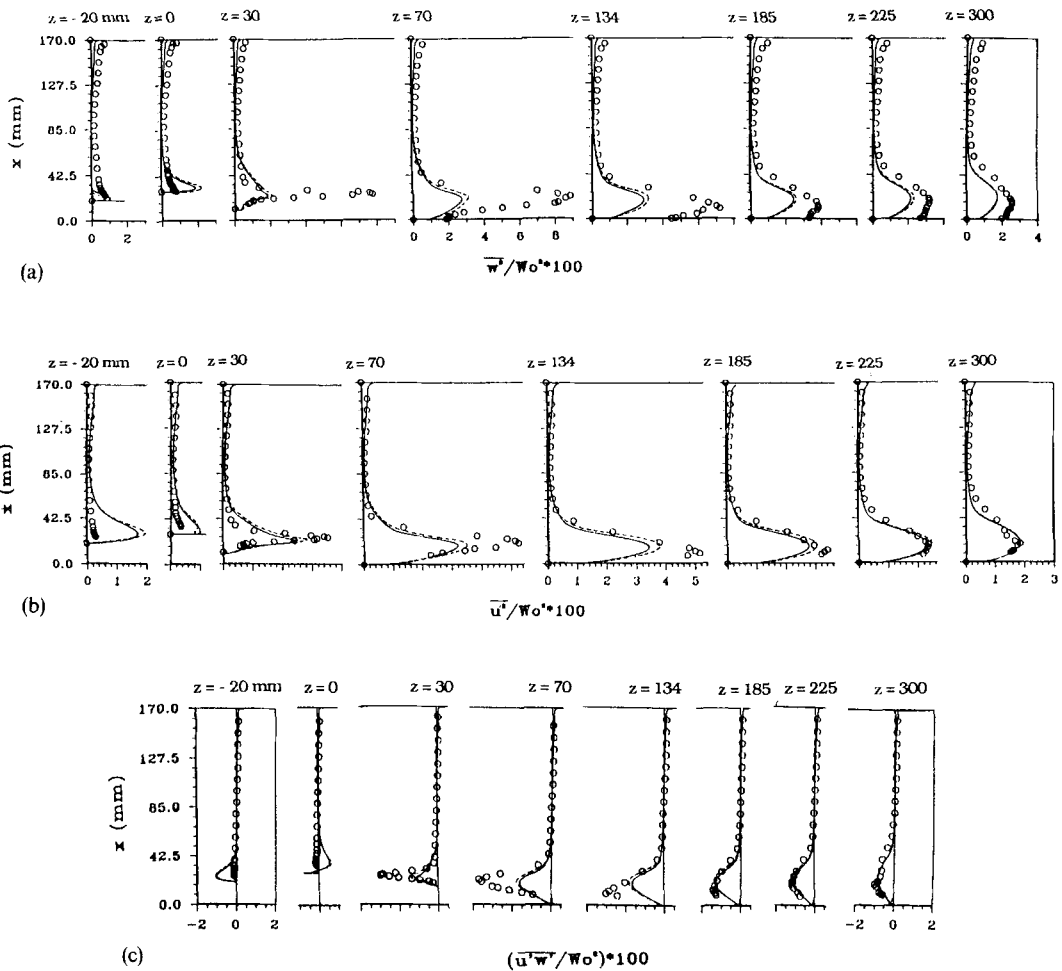 z = - 20 mm z = 0 z = 30 z = 70 z = 134 z = 185 z = 225 z = 300
170.0
127.5
85.0
42.5
0.0
x (mm)
0 2 0 2 4 6 8 0 2 4
(a)
w²/Wo²*100
z = - 20 mm z = 0 z = 30 z = 70 z = 134 z = 185 z = 225 z = 300
170.0
127.5
85.0
42.5
0.0
x (mm)
0 1 2 0 1 2 3 4 5 0 1 2 3
(b)
u²/Wo²*100
z = - 20 mm z = 0 z = 30 z = 70 z = 134 z = 185 z = 225 z = 300
170.0
127.5
85.0
42.5
0.0
x (mm)
-2 0 2 -2 0 2
(c)
(u'w'/Wo²)*100